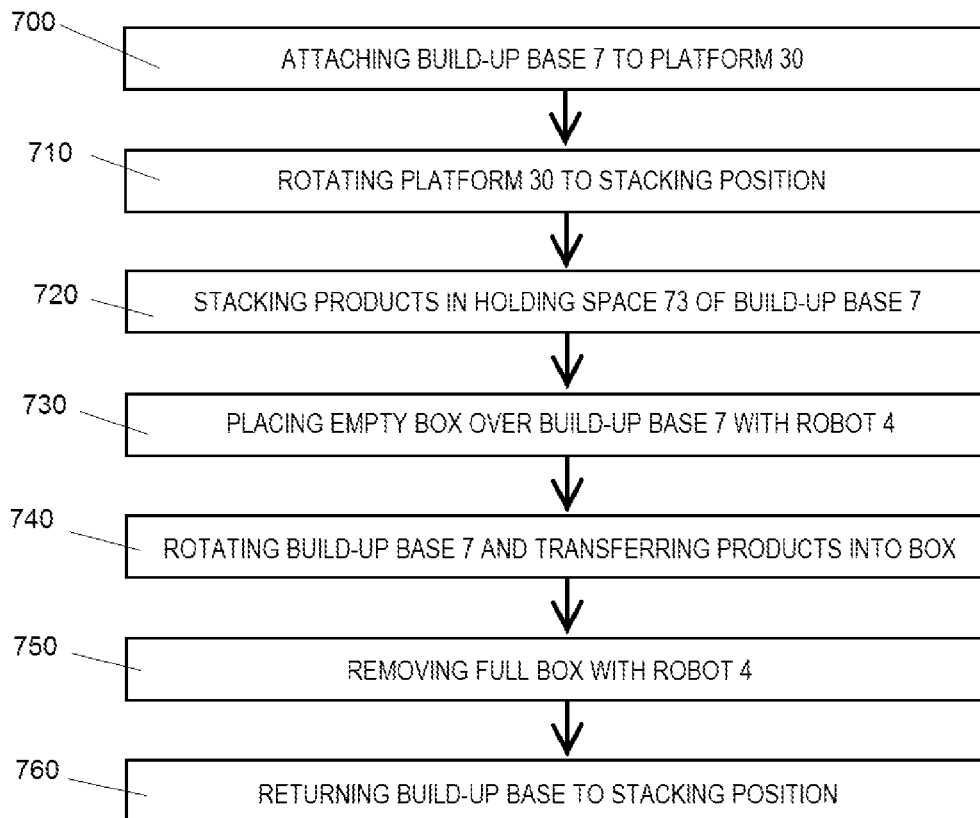 700
ATTACHING BUILD-UP BASE 7 TO PLATFORM 30
710
ROTATING PLATFORM 30 TO STACKING POSITION
720
STACKING PRODUCTS IN HOLDING SPACE 73 OF BUILD-UP BASE 7
730
PLACING EMPTY BOX OVER BUILD-UP BASE 7 WITH ROBOT 4
740
ROTATING BUILD-UP BASE 7 AND TRANSFERRING PRODUCTS INTO BOX
750
REMOVING FULL BOX WITH ROBOT 4
760
RETURNING BUILD-UP BASE TO STACKING POSITION